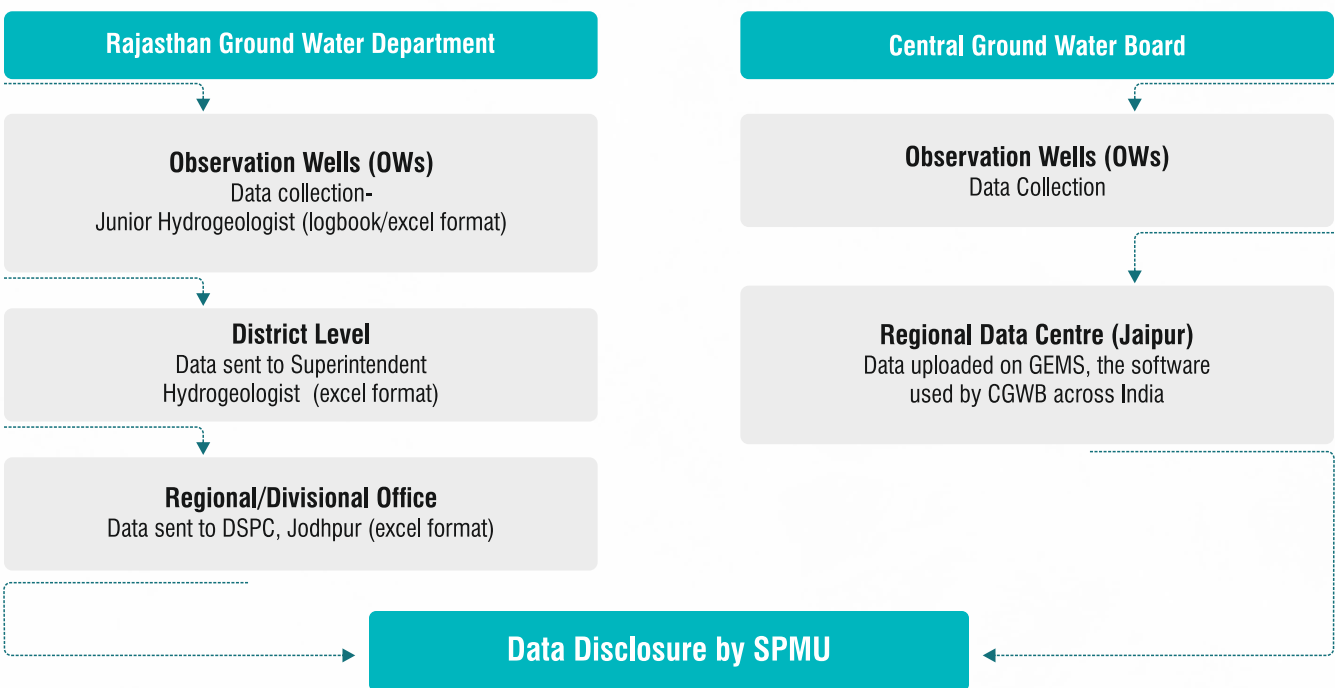 Rajasthan Ground Water Department
Observation Wells (OWs)
Data collection-
Junior Hydrogeologist (logbook/excel format)
District Level
Data sent to Superintendent
Hydrogeologist (excel format)
Regional/Divisional Office
Data sent to DSPC, Jodhpur (excel format)
Central Ground Water Board
Observation Wells (OWs)
Data Collection
Regional Data Centre (Jaipur)
Data uploaded on GEMS, the software
used by CGWB across India
Data Disclosure by SPMU